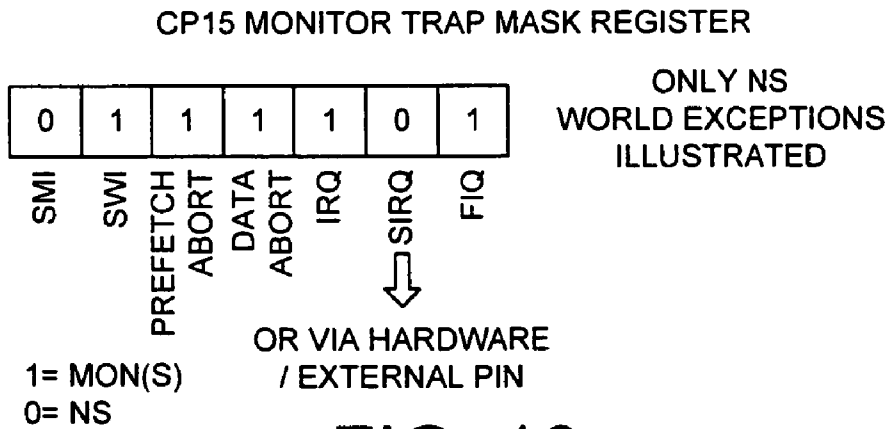 CP15 MONITOR TRAP MASK REGISTER
0 1 1 1 1 0 1
ONLY NS
WORLD EXCEPTIONS
ILLUSTRATED
SMI
SWI
PREFETCH
ABORT
DATA
ABORT
IRQ
SIRQ
FIQ
OR VIA HARDWARE
/ EXTERNAL PIN
1= MON(S)
0= NS